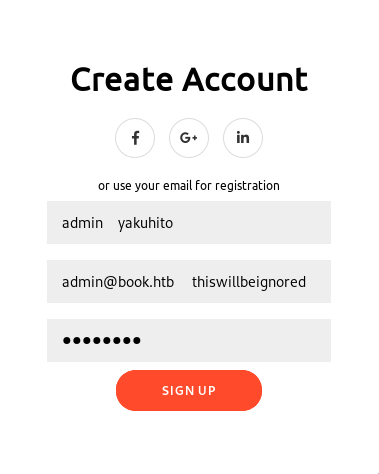 Create Account
f G+ in
or use your email for registration
admin    yakuhito
admin@book.htb    thiswillbeignored
●●●●●●●●
SIGN UP